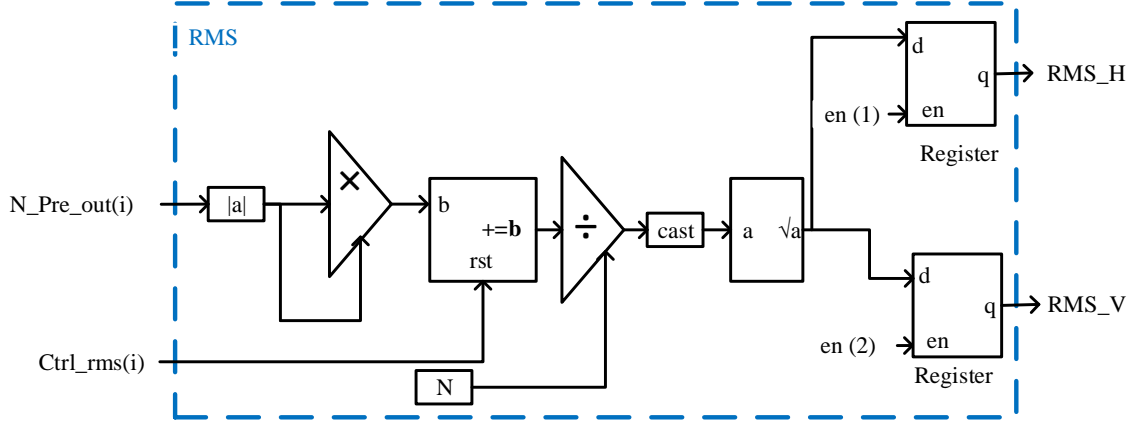 RMS
d
q
RMS_H
en (1)
en
Register
N_Pre_out(i)
|a|
×
b
+=b
rst
÷
cast
a
√a
d
q
RMS_V
en (2)
en
Register
Ctrl_rms(i)
N